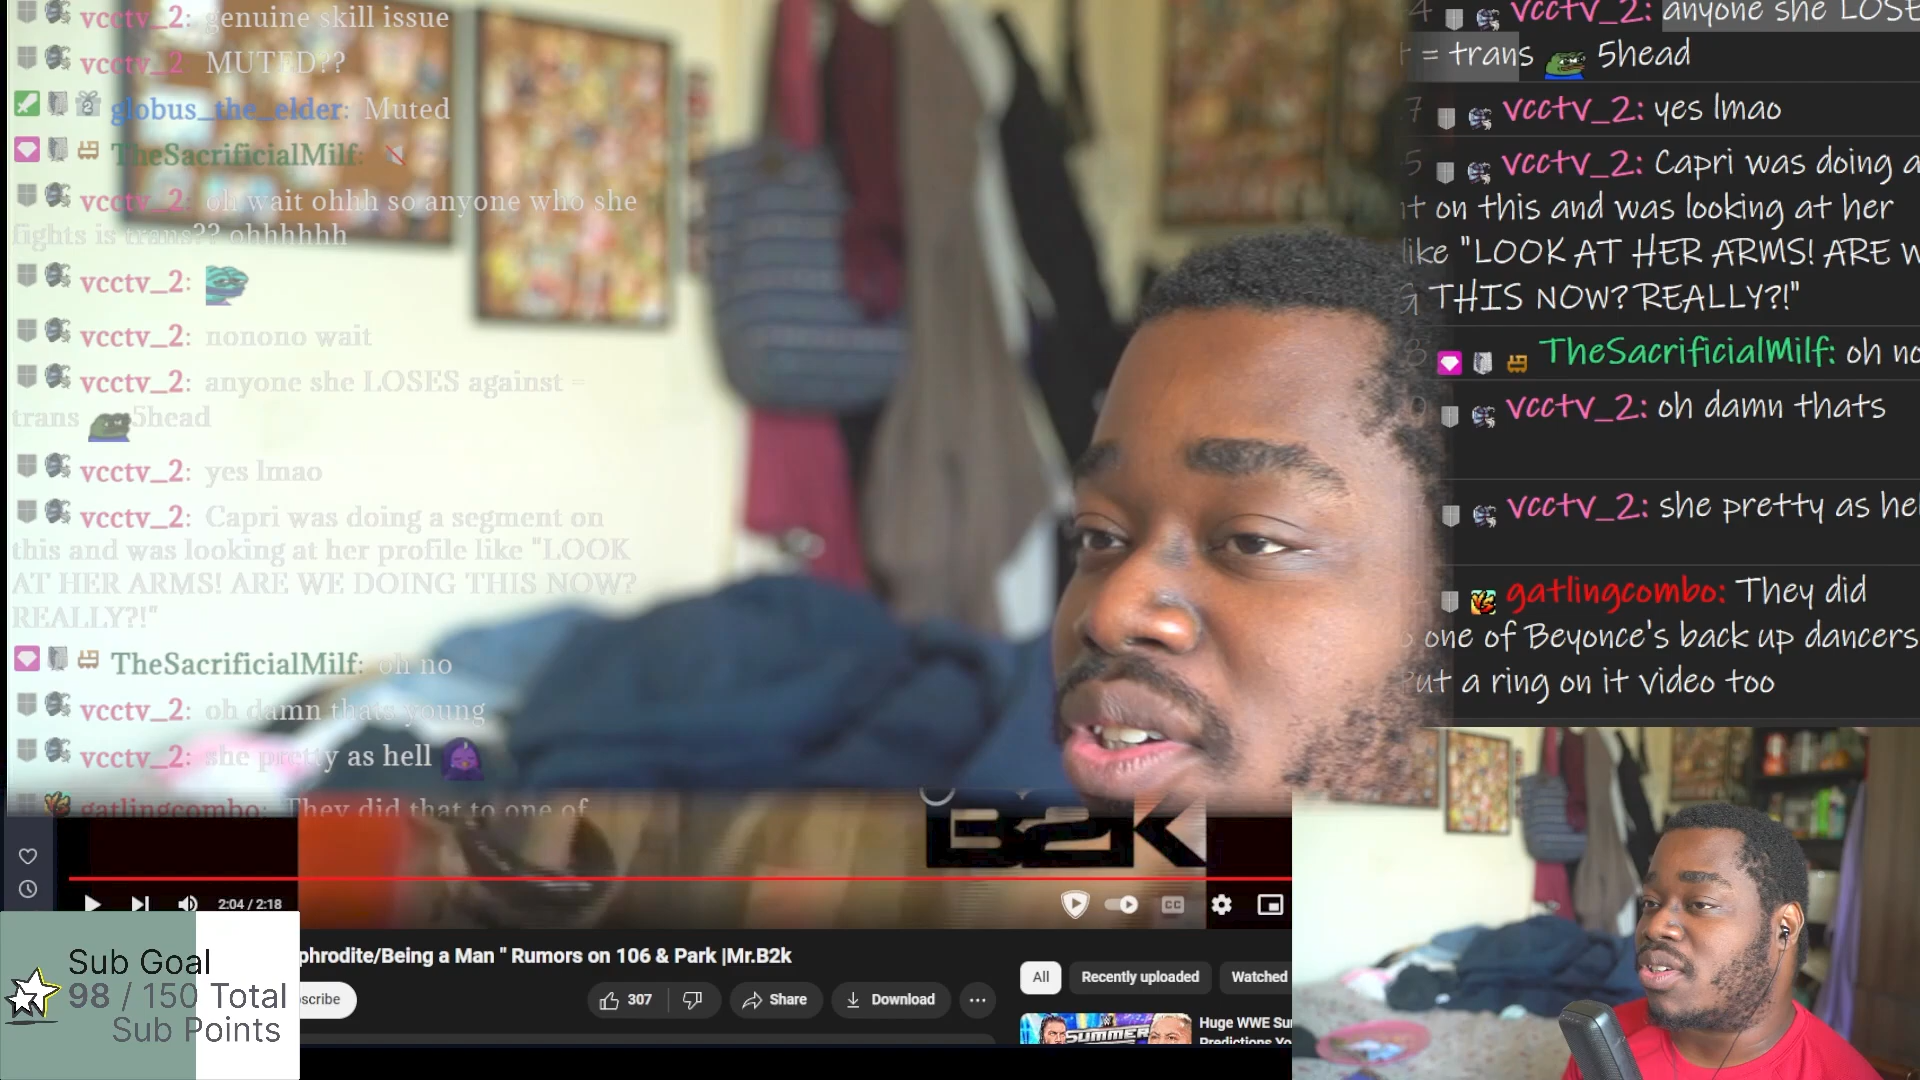 vcctv_2: genuine skill issue
vcctv_2 MUTED??
globus_the_elder: Muted
TheSacrificialMilf:
vcctv_2: oh wait ohhh so anyone who she
fights is trans?? ohhhhhh
vcctv_2:
vcctv_2: nonono wait
vcctv_2: anyone she LOSES against =
trans 5head
vcctv_2: yes lmao
vcctv_2: Capri was doing a segment on
this and was looking at her profile like "LOOK
AT HER ARMS! ARE WE DOING THIS NOW?
REALLY?!"
TheSacrificialMilf: oh no
vcctv_2: oh damn thats young
vcctv_2: she pretty as hell
gatlingcombo: They did that to one of
vcctv_2: anyone she LOSE
= trans 5head
vcctv_2: yes lmao
vcctv_2: Capri was doing a
on this and was looking at her
like "LOOK AT HER ARMS! ARE W
THIS NOW? REALLY?!"
TheSacrificialMilf: oh no
vcctv_2: oh damn thats
vcctv_2: she pretty as hel
gatlingcombo: They did
one of Beyonce's back up dancers
ut a ring on it video too
B2K
2:04 / 2:18
CC
phrodite/Being a Man " Rumors on 106 & Park |Mr.B2k
scribe
307
Share
Download
...
All
Recently uploaded
Watched
SUMMER
Huge WWE Su
Predictions Yo
Sub Goal
98 / 150 Total
Sub Points